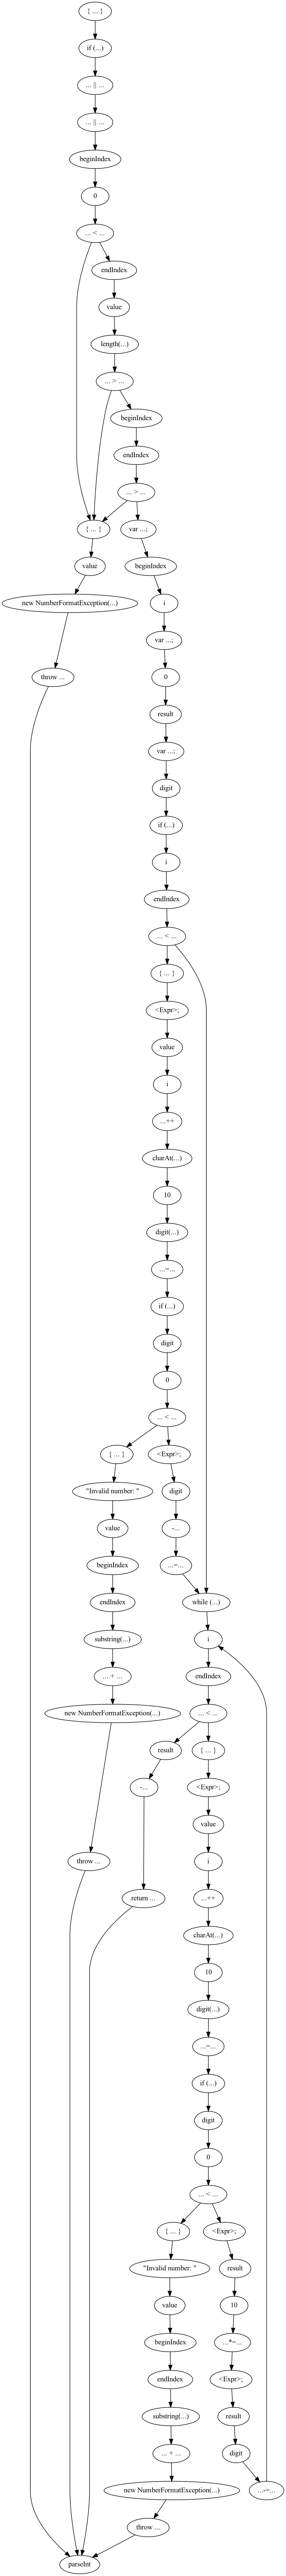 { ... }
if (...)
... || ...
... || ...
beginIndex
0
... < ...
endIndex
value
length(...)
... > ...
beginIndex
endIndex
... > ...
{ ... }
var ...;
value
beginIndex
new NumberFormatException(...)
i
var ...;
throw ...
0
result
var ...;
digit
if (...)
i
endIndex
... < ...
{ ... }
<Expr>;
value
i
...++
charAt(...)
10
digit(...)
...=...
if (...)
digit
0
... < ...
{ ... }
<Expr>;
"Invalid number: "
digit
value
-...
beginIndex
...=...
endIndex
while (...)
substring(...)
i
... + ...
endIndex
new NumberFormatException(...)
... < ...
result
{ ... }
-...
<Expr>;
value
throw ...
i
return ...
...++
charAt(...)
10
digit(...)
...=...
if (...)
digit
0
... < ...
{ ... }
<Expr>;
"Invalid number: "
result
value
10
beginIndex
...*=...
endIndex
<Expr>;
substring(...)
result
... + ...
digit
new NumberFormatException(...)
...-=...
throw ...
parseInt